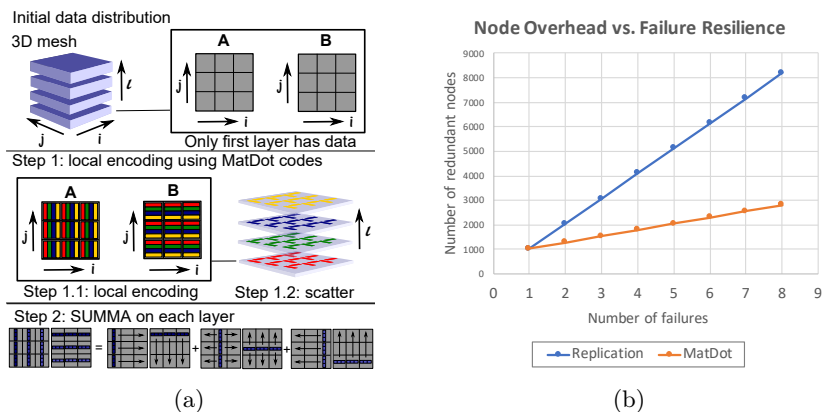 Initial data distribution
3D mesh
A
B
j
j
ℓ
j
i
i
i
Only first layer has data
Step 1: local encoding using MatDot codes
A
B
j
j
ℓ
i
i
Step 1.1: local encoding
Step 1.2: scatter
Step 2: SUMMA on each layer
= + +
(a)
Node Overhead vs. Failure Resilience
Number of redundant nodes
9000
8000
7000
6000
5000
4000
3000
2000
1000
0
0 1 2 3 4 5 6 7 8 9
Number of failures
Replication MatDot
(b)